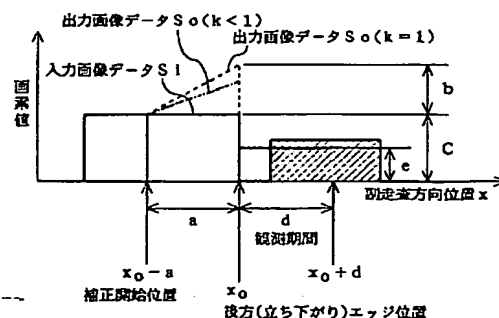 出力画像データSo(k<1)
出力画像データSo(k=1)
入力画像データSi
画素値
b
C
e
副走査方向位置 x
a
d
観測期間
x₀−a
x₀
x₀+d
補正開始位置
後方(立ち下がり)エッジ位置